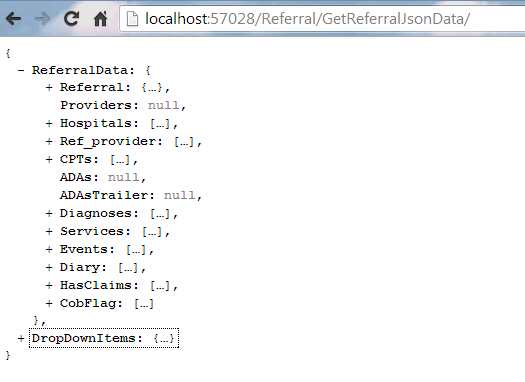 localhost:57028/Referral/GetReferralJsonData/
{
- ReferralData: {
+ Referral: {…},
Providers: null,
+ Hospitals: […],
+ Ref_provider: […],
+ CPTs: […],
ADAs: null,
ADAsTrailer: null,
+ Diagnoses: […],
+ Services: […],
+ Events: […],
+ Diary: […],
+ HasClaims: […],
+ CobFlag: […]
},
+ DropDownItems: {…}
}